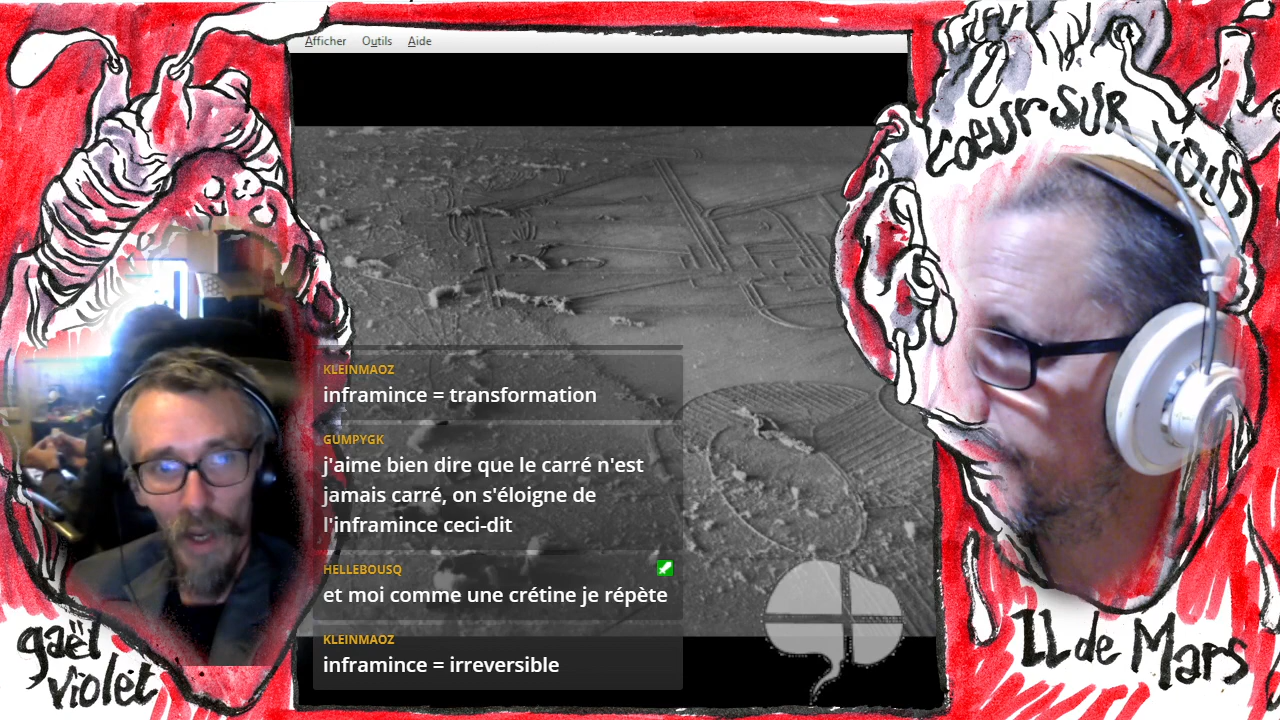 Afficher Outils Aide
coeur sur
vous
KLEINMAOZ
inframince = transformation
GUMPYGK
j'aime bien dire que le carré n'est
jamais carré, on s'éloigne de
l'inframince ceci-dit
HELLEBOUSQ
et moi comme une crétine je répète
KLEINMAOZ
inframince = irreversible
gaël
violet
LL de Mars